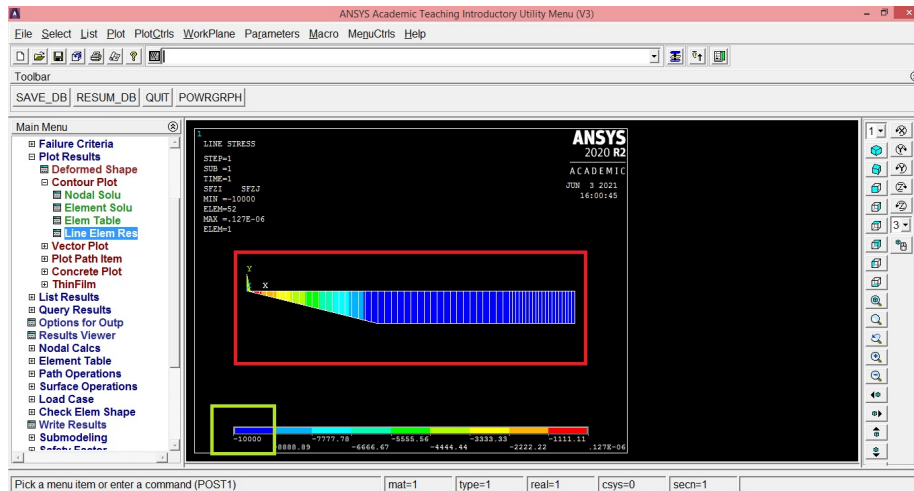 ANSYS Academic Teaching Introductory Utility Menu (V3)
File Select List Plot PlotCtrls WorkPlane Parameters Macro MenuCtrls Help
Toolbar
SAVE_DB RESUM_DB QUIT POWRGRPH
Main Menu
Failure Criteria
Plot Results
Deformed Shape
Contour Plot
Nodal Solu
Element Solu
Elem Table
Line Elem Res
Vector Plot
Plot Path Item
Concrete Plot
ThinFilm
List Results
Query Results
Options for Outp
Results Viewer
Nodal Calcs
Element Table
Path Operations
Surface Operations
Load Case
Check Elem Shape
Write Results
Submodeling
Safety Factor
1
LINE STRESS
STEP=1
SUB =1
TIME=1
SFZI SFZJ
MIN =-10000
ELEM=52
MAX =.127E-06
ELEM=1
ANSYS
2020 R2
ACADEMIC
JUN 3 2021
16:00:45
Y
X
-10000 -7777.78 -5555.56 -3333.33 -1111.11
-8888.89 -6666.67 -4444.44 -2222.22 .127E-06
1
3
Pick a menu item or enter a command (POST1) mat=1 type=1 real=1 csys=0 secn=1